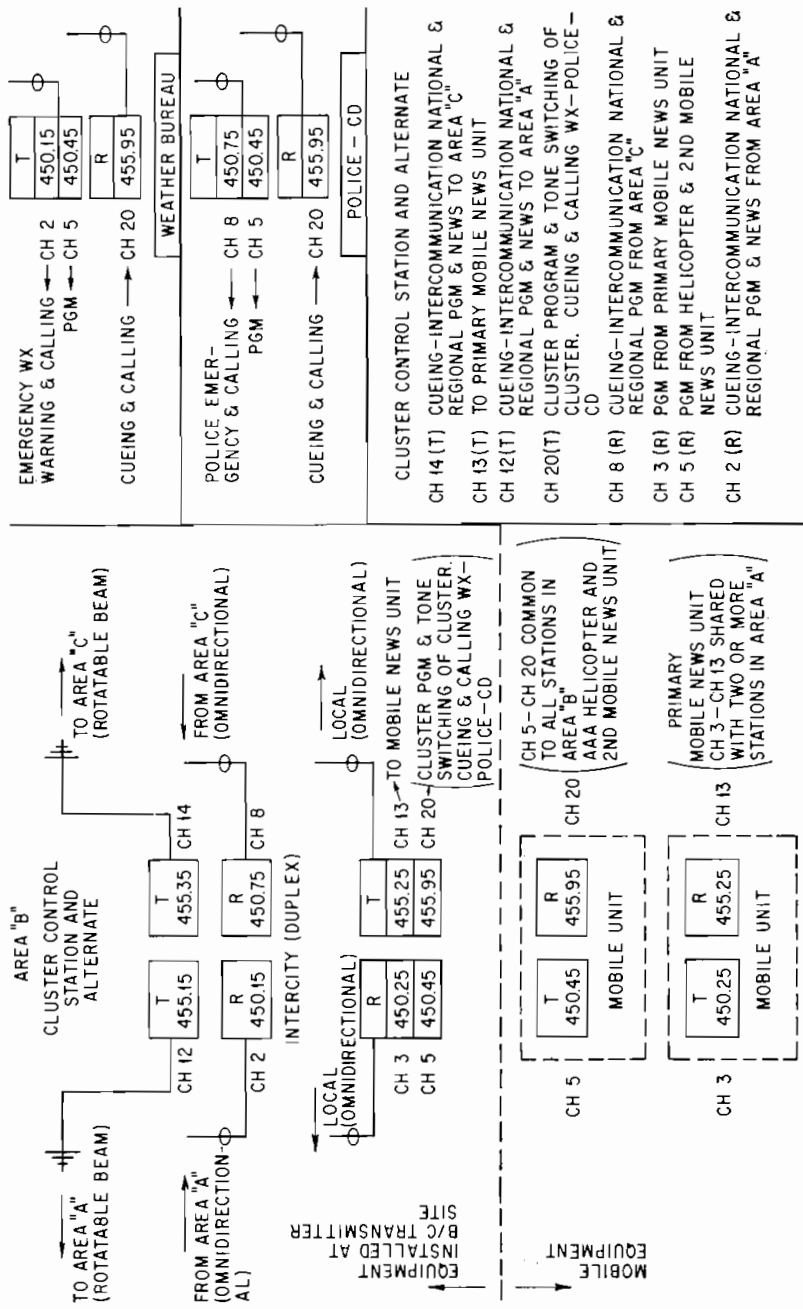 AREA "B"
CLUSTER CONTROL
STATION AND
ALTERNATE
TO AREA "A"
(ROTATABLE BEAM)
TO AREA "C"
(ROTATABLE BEAM)
CH 12
T
455.15
T
455.35
CH 14
FROM AREA "A"
(OMNIDIRECTION-
AL)
CH 2
R
450.15
R
450.75
CH 8
FROM AREA "C"
(OMNIDIRECTIONAL)
INTERCITY (DUPLEX)
LOCAL
(OMNIDIRECTIONAL)
LOCAL
(OMNIDIRECTIONAL)
R
CH 3 450.25
CH 5 450.45
T
455.25 CH 13 TO MOBILE NEWS UNIT
455.95 CH 20
(CLUSTER PGM & TONE
SWITCHING OF CLUSTER.
CUEING & CALLING WX-
POLICE-CD)
EQUIPMENT
INSTALLED AT
B/C TRANSMITTER
SITE
MOBILE
EQUIPMENT
CH 5
T
450.45
R
455.95
CH 20
MOBILE UNIT
(CH 5-CH 20 COMMON
TO ALL STATIONS IN
AREA "B"
AAA HELICOPTER AND
2ND MOBILE NEWS UNIT)
CH 3
T
450.25
R
455.25
CH 13
MOBILE UNIT
(PRIMARY
MOBILE NEWS UNIT
CH 3-CH 13 SHARED
WITH TWO OR MORE
STATIONS IN AREA "A")
EMERGENCY WX
WARNING & CALLING CH 2
PGM CH 5
T
450.15
450.45
CUEING & CALLING CH 20
R
455.95
WEATHER BUREAU
POLICE EMER-
GENCY & CALLING CH 8
PGM CH 5
T
450.75
450.45
CUEING & CALLING CH 20
R
455.95
POLICE - CD
CLUSTER CONTROL STATION AND ALTERNATE
CH 14 (T) CUEING-INTERCOMMUNICATION NATIONAL &
REGIONAL PGM & NEWS TO AREA "C"
CH 13 (T) TO PRIMARY MOBILE NEWS UNIT
CH 12 (T) CUEING-INTERCOMMUNICATION NATIONAL &
REGIONAL PGM & NEWS TO AREA "A"
CH 20 (T) CLUSTER PROGRAM & TONE SWITCHING OF
CLUSTER. CUEING & CALLING WX-POLICE-
CD
CH 8 (R) CUEING-INTERCOMMUNICATION NATIONAL &
REGIONAL PGM FROM AREA "C"
CH 3 (R) PGM FROM PRIMARY MOBILE NEWS UNIT
CH 5 (R) PGM FROM HELICOPTER & 2ND MOBILE
NEWS UNIT
CH 2 (R) CUEING-INTERCOMMUNICATION NATIONAL &
REGIONAL PGM & NEWS FROM AREA "A"